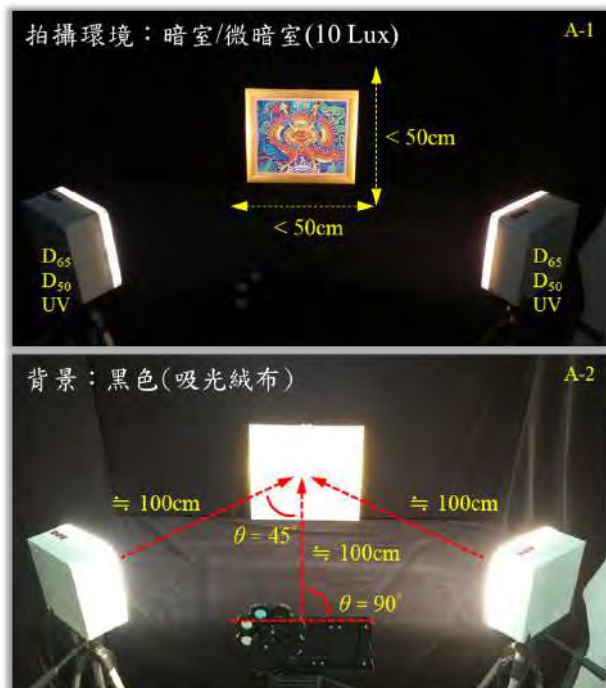 拍攝環境：暗室/微暗室(10 Lux)
A-1
< 50cm
< 50cm
D₆₅
D₅₀
UV
D₆₅
D₅₀
UV
背景：黑色(吸光絨布)
A-2
≒ 100cm
≒ 100cm
θ = 45°
≒ 100cm
θ = 90°